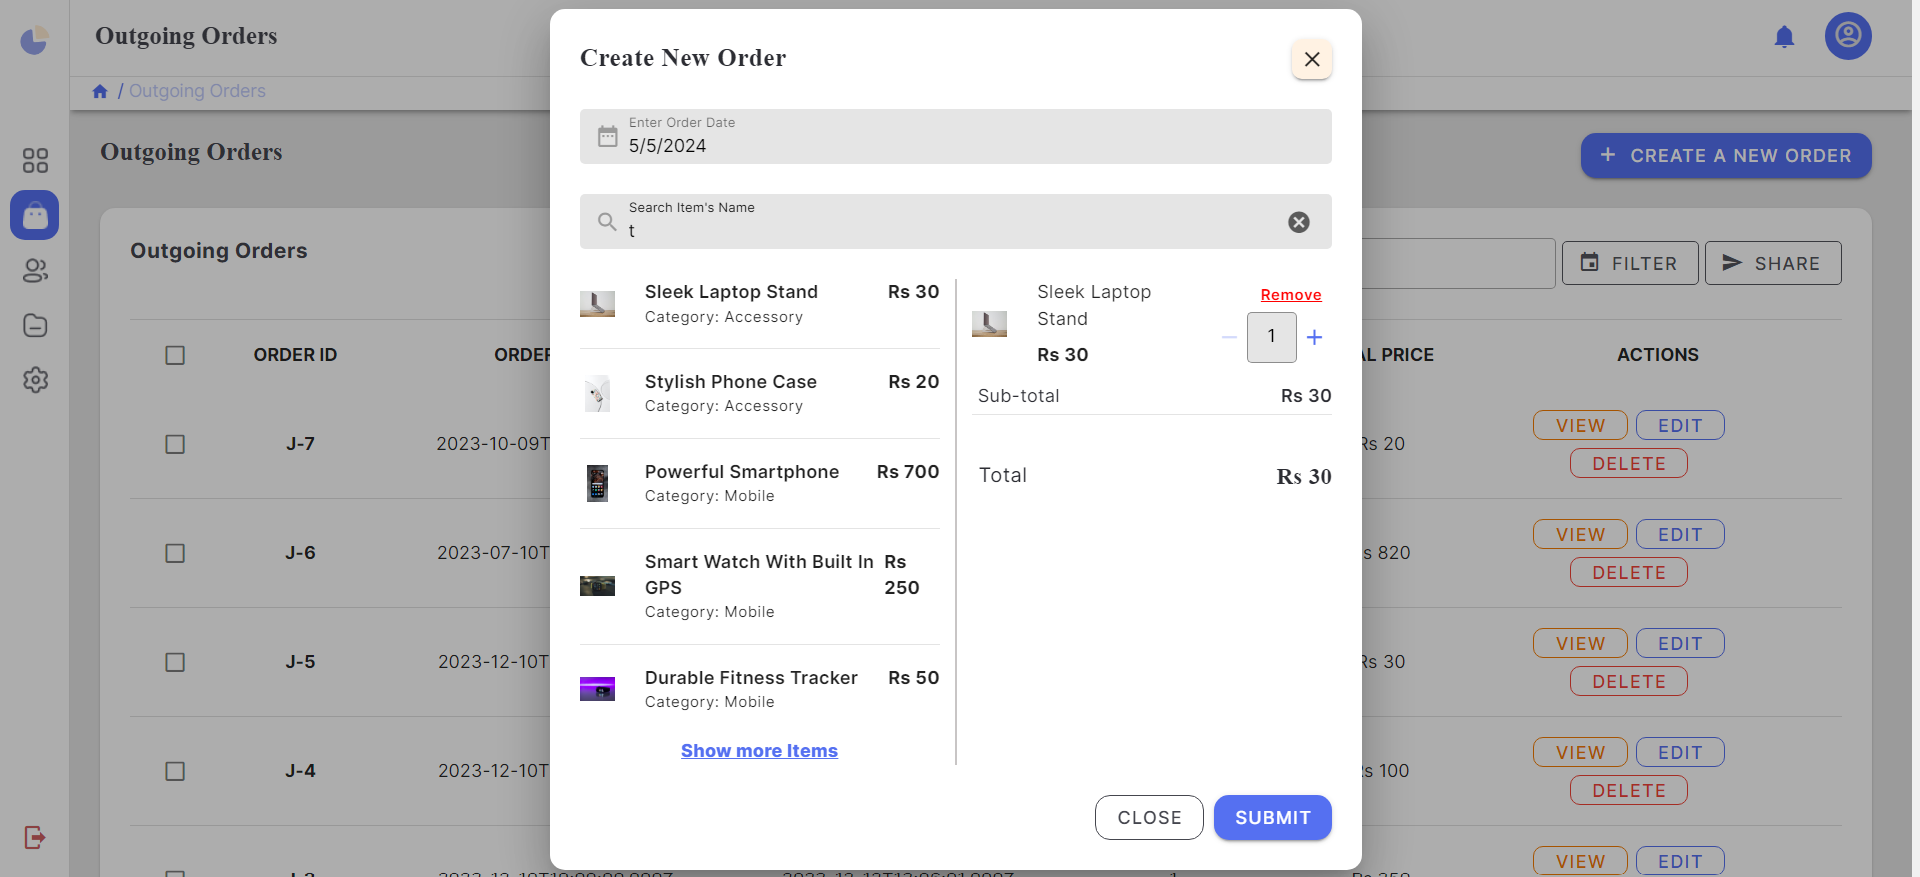 Outgoing Orders
/ Outgoing Orders
Outgoing Orders
+ CREATE A NEW ORDER
Outgoing Orders
FILTER
SHARE
ORDER ID
ACTIONS
PRICE
J-7
2023-10-09T
Rs 20
VIEW
EDIT
DELETE
J-6
2023-07-10T
820
VIEW
EDIT
DELETE
J-5
2023-12-10T
Rs 30
VIEW
EDIT
DELETE
J-4
2023-12-10T
100
VIEW
EDIT
DELETE
VIEW
EDIT
Create New Order
Enter Order Date
5/5/2024
Search Item's Name
t
Sleek Laptop Stand Rs 30
Category: Accessory
Stylish Phone Case Rs 20
Category: Accessory
Powerful Smartphone Rs 700
Category: Mobile
Smart Watch With Built In Rs
GPS 250
Category: Mobile
Durable Fitness Tracker Rs 50
Category: Mobile
Show more Items
Sleek Laptop
Stand
Rs 30
Remove
− 1 +
Sub-total Rs 30
Total Rs 30
CLOSE
SUBMIT